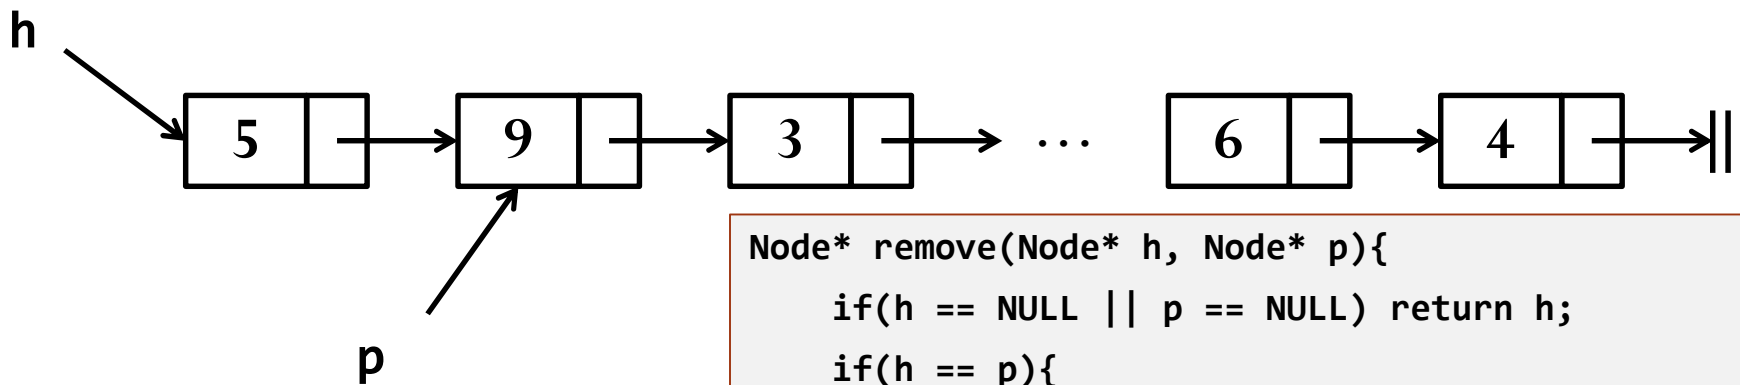 h
5 9 3 ... 6 4
p
Node* remove(Node* h, Node* p){
if(h == NULL || p == NULL) return h;
if(h == p){